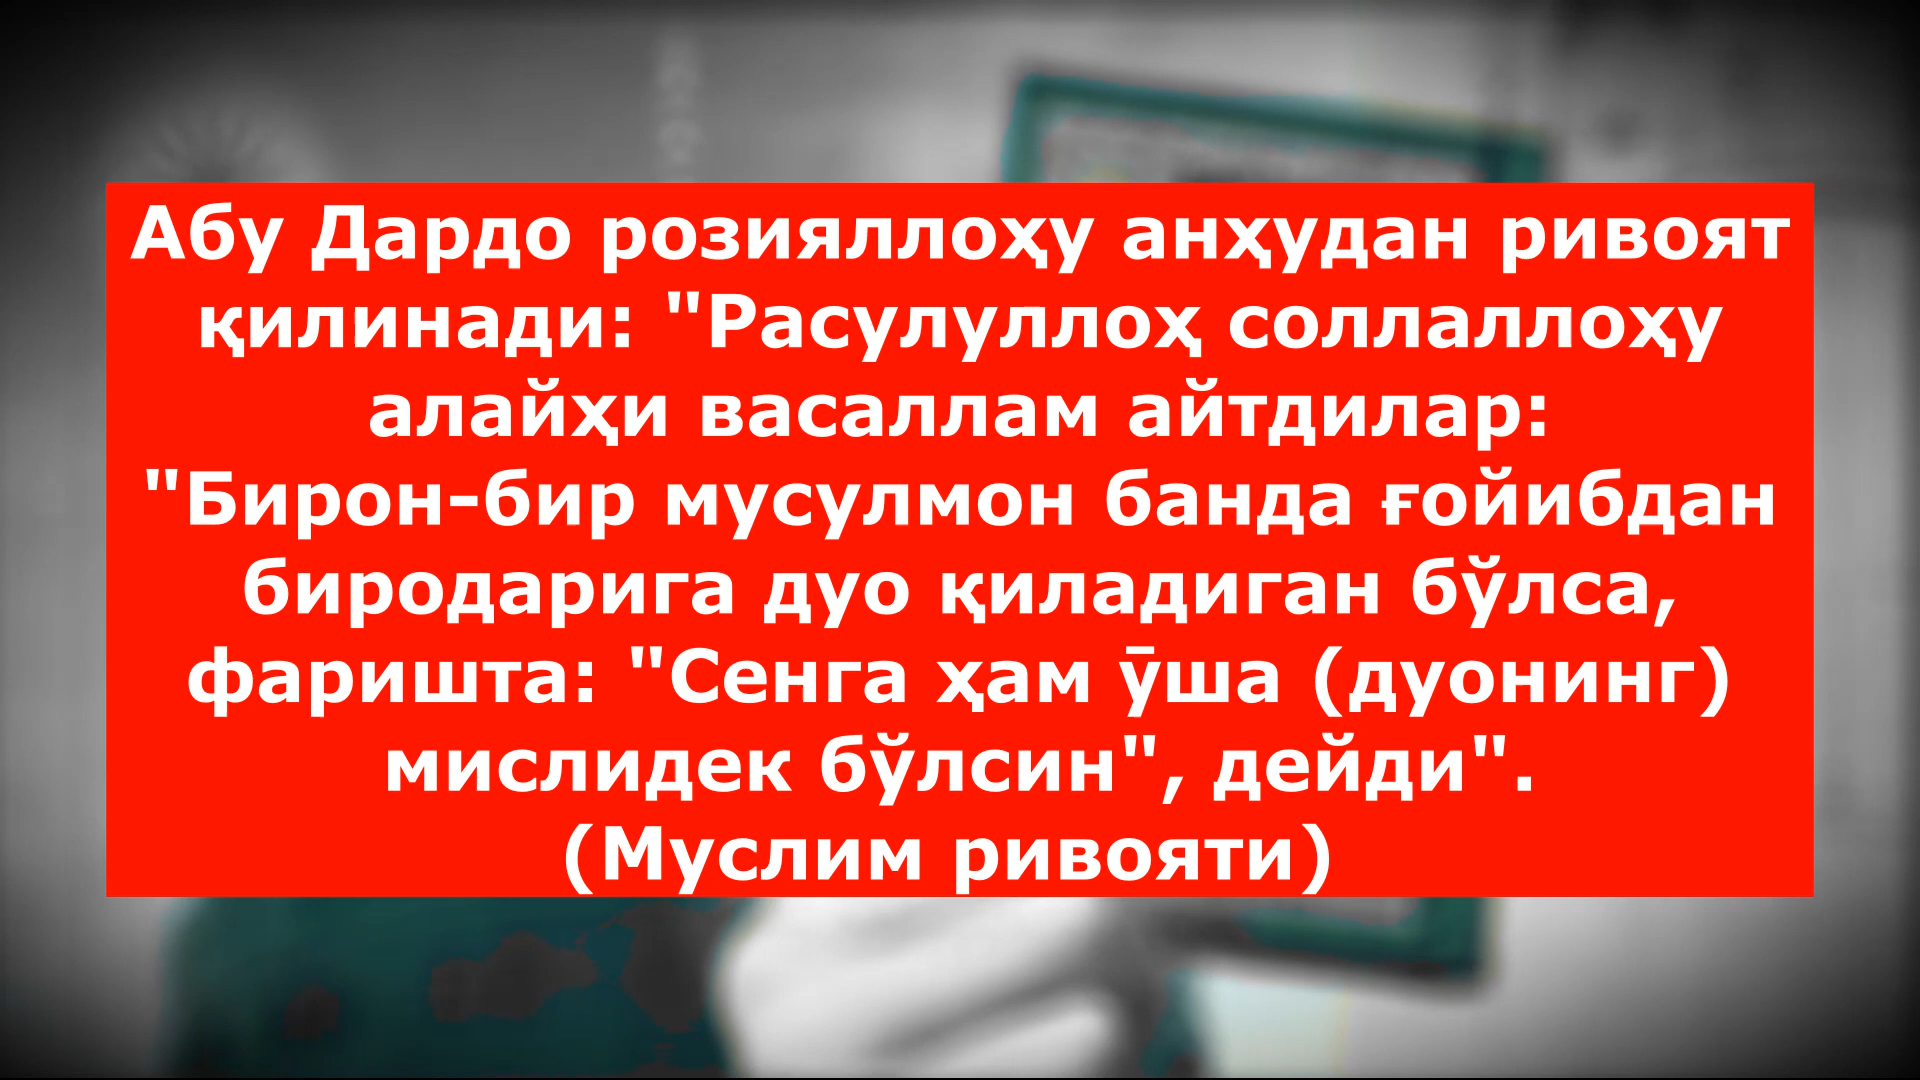 Абу Дардо розияллоҳу анҳудан ривоят
қилинади: "Расулуллоҳ соллаллоҳу
алайҳи васаллам айтдилар:
"Бирон-бир мусулмон банда ғойибдан
биродарига дуо қиладиган бўлса,
фаришта: "Сенга ҳам ӯша (дуонинг)
мислидек бўлсин", дейди".
(Муслим ривояти)